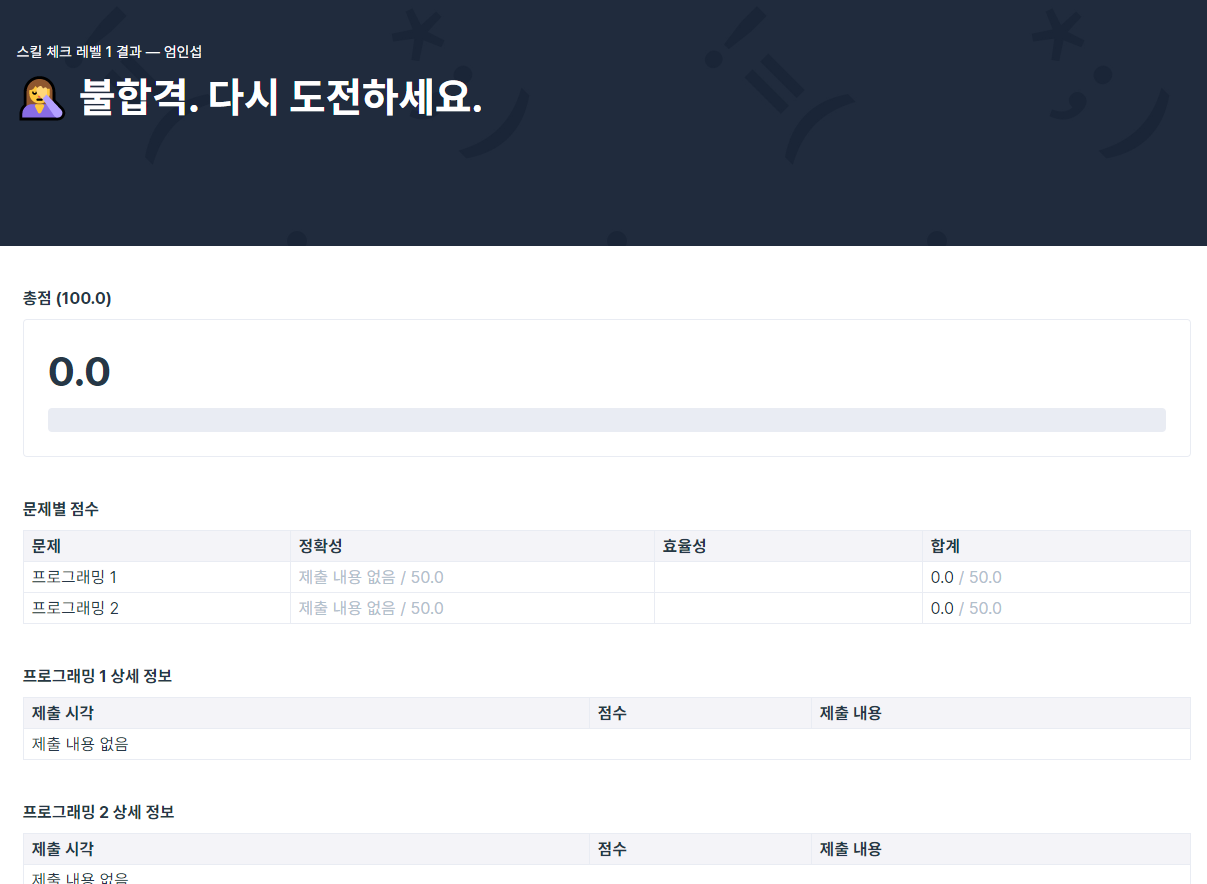 스킬 체크 레벨 1 결과 — 엄인섭
🤦‍♀️ 불합격. 다시 도전하세요.
총점 (100.0)
0.0
문제별 점수
문제 정확성 효율성 합계
프로그래밍 1 제출 내용 없음 / 50.0 0.0 / 50.0
프로그래밍 2 제출 내용 없음 / 50.0 0.0 / 50.0
프로그래밍 1 상세 정보
제출 시각 점수 제출 내용
제출 내용 없음
프로그래밍 2 상세 정보
제출 시각 점수 제출 내용
제출 내용 없음